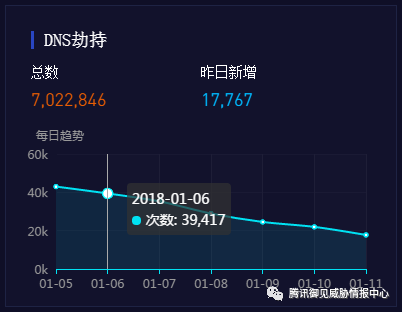 DNS劫持
总数 昨日新增
7,022,846 17,767
每日趋势
60k
40k
20k
0k
2018-01-06
次数: 39,417
01-05 01-06 01-07 01-08 01-09 01-10 01-11
腾讯御见威胁情报中心